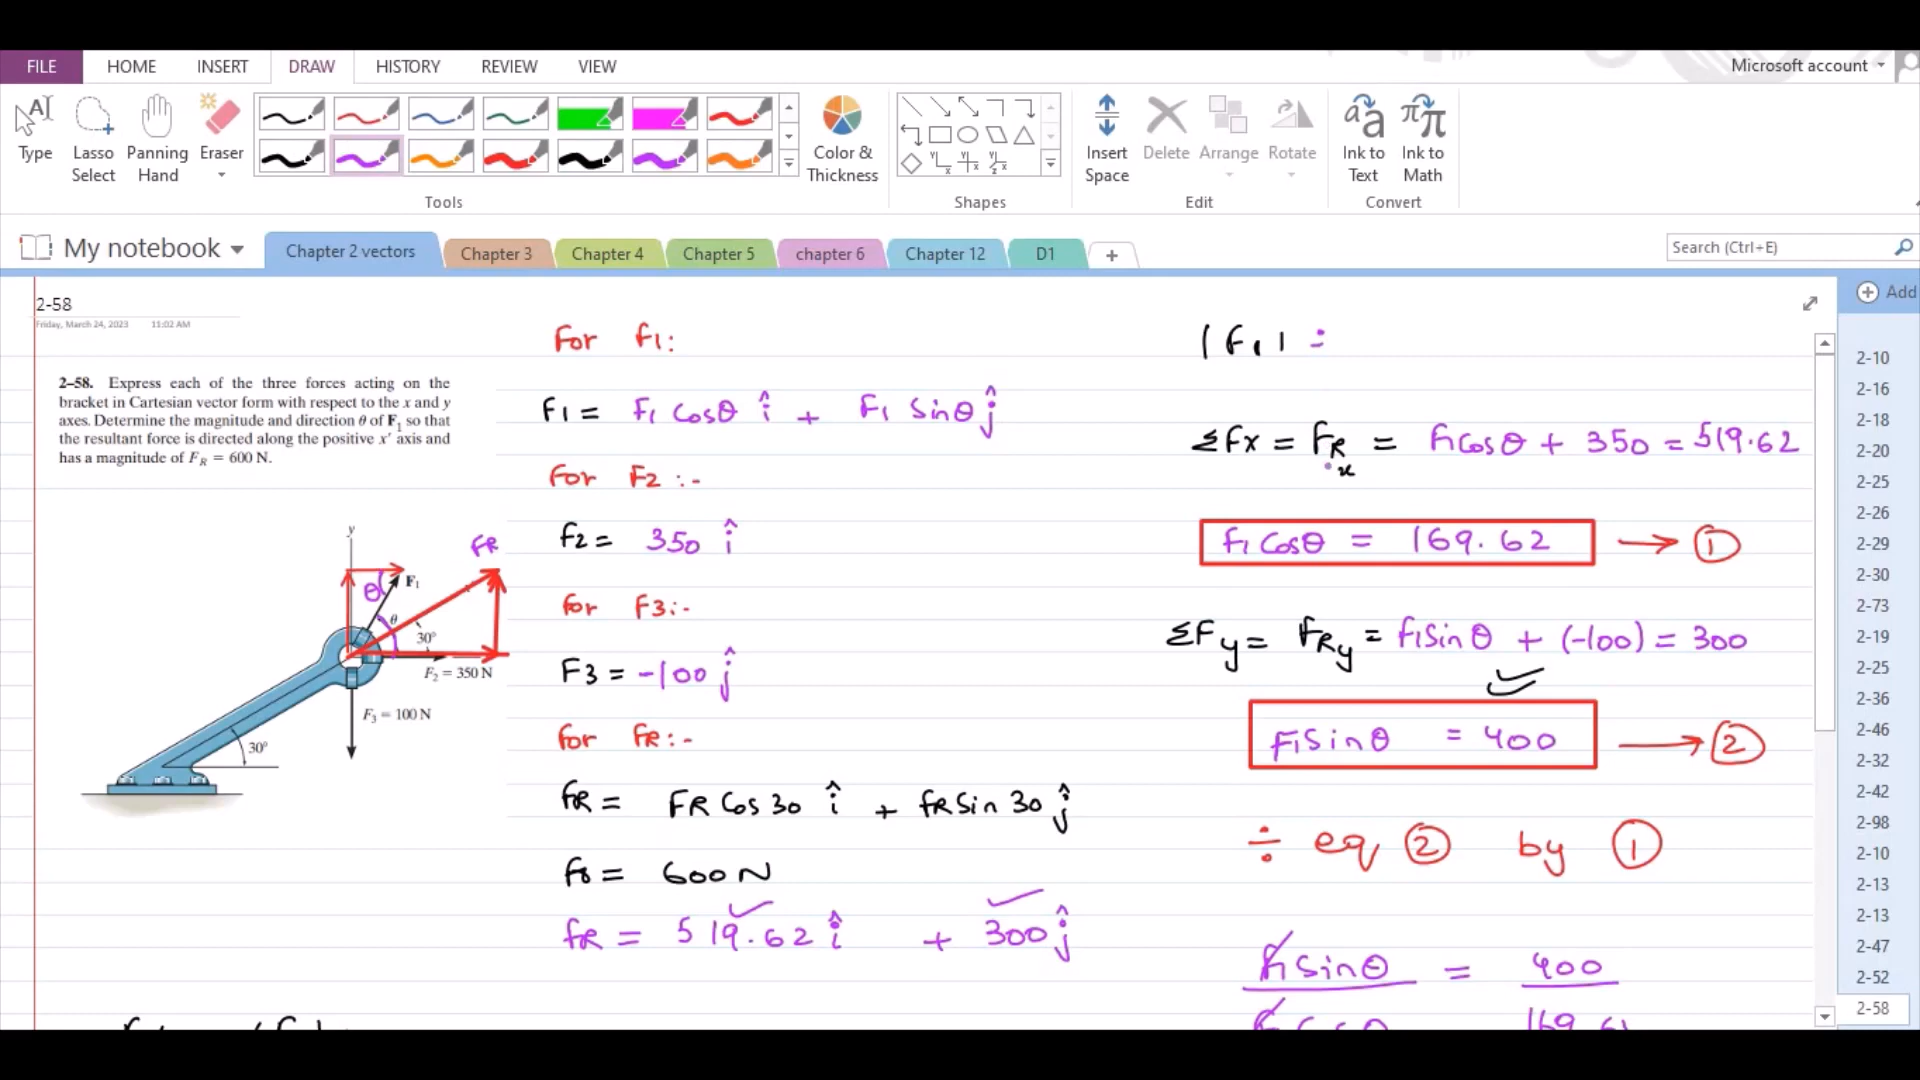 FILE HOME INSERT DRAW HISTORY REVIEW VIEW Microsoft account
Type Lasso Select Panning Hand Eraser Color & Thickness Insert Space Delete Arrange Rotate Ink to Text Ink to Math
Tools Shapes Edit Convert
My notebook Chapter 2 vectors Chapter 3 Chapter 4 Chapter 5 chapter 6 Chapter 12 D1 + Search (Ctrl+E)
Add
2-58
Friday, March 24, 2023 11:02 AM
2–58. Express each of the three forces acting on the
bracket in Cartesian vector form with respect to the x and y
axes. Determine the magnitude and direction θ of F₁ so that
the resultant force is directed along the positive x′ axis and
has a magnitude of F_R = 600 N.
y
FR
θ
F₁
θ
30°
F₂ = 350 N
F₃ = 100 N
30°
For F1:
F1 = F1 Cosθ î + F1 Sinθ ĵ
For F2 :-
F2 = 350 î
For F3:-
F3 = -100 ĵ
For FR:-
FR = FR Cos 30 î + FR Sin 30 ĵ
= 600 N
FR = 519.62 î + 300 ĵ
|F1| =
ΣFx = FRx = F1Cosθ + 350 = 519.62
F1 Cosθ = 169.62 → ①
ΣFy = FRy = F1Sinθ + (-100) = 300
F1Sinθ = 400 → ②
÷ eq ② by ①
F1Sinθ = 400
2-10
2-16
2-18
2-20
2-25
2-26
2-29
2-30
2-73
2-19
2-25
2-36
2-46
2-32
2-42
2-98
2-10
2-13
2-13
2-47
2-52
2-58